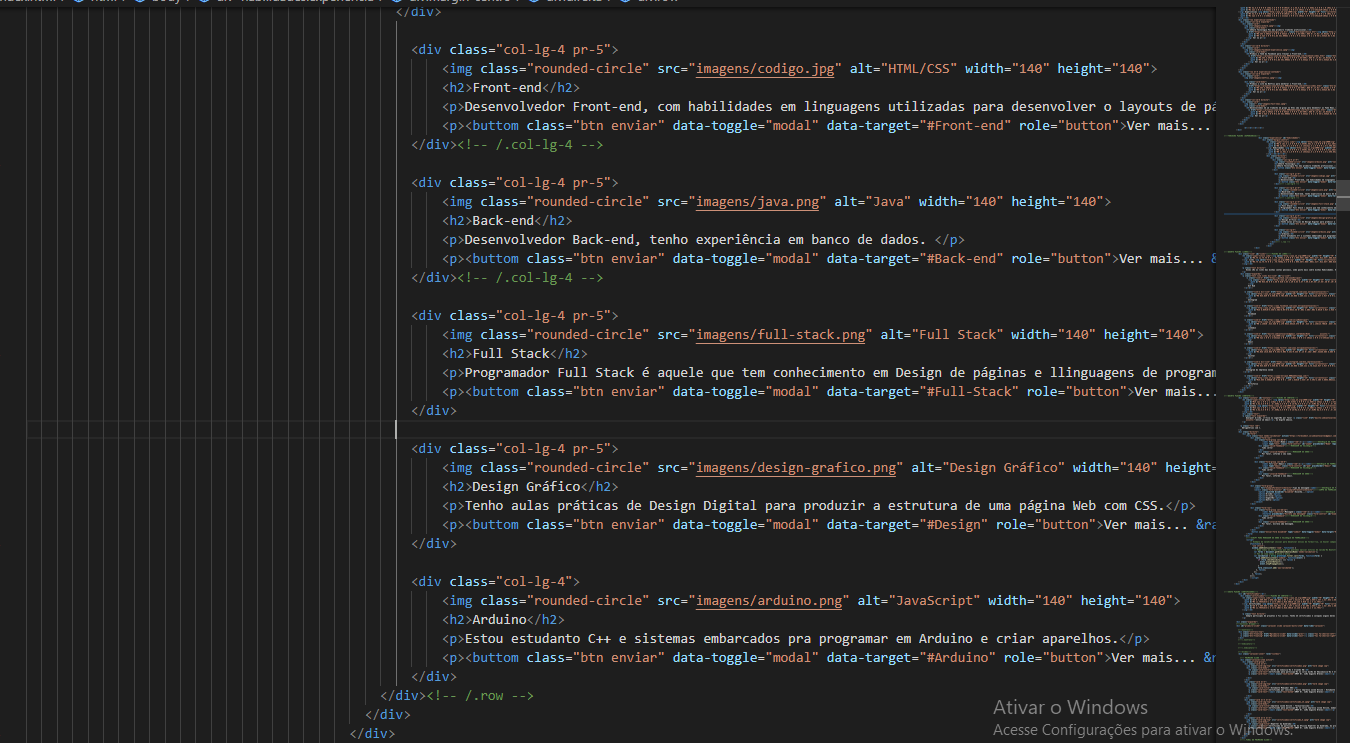 </div>
<div class="col-lg-4 pr-5">
<img class="rounded-circle" src="imagens/codigo.jpg" alt="HTML/CSS" width="140" height="140">
<h2>Front-end</h2>
<p>Desenvolvedor Front-end, com habilidades em linguagens utilizadas para desenvolver o layouts de pá
<p><buttom class="btn enviar" data-toggle="modal" data-target="#Front-end" role="button">Ver mais...
</div><!-- /.col-lg-4 -->
<div class="col-lg-4 pr-5">
<img class="rounded-circle" src="imagens/java.png" alt="Java" width="140" height="140">
<h2>Back-end</h2>
<p>Desenvolvedor Back-end, tenho experiência em banco de dados. </p>
<p><buttom class="btn enviar" data-toggle="modal" data-target="#Back-end" role="button">Ver mais... &
</div><!-- /.col-lg-4 -->
<div class="col-lg-4 pr-5">
<img class="rounded-circle" src="imagens/full-stack.png" alt="Full Stack" width="140" height="140">
<h2>Full Stack</h2>
<p>Programador Full Stack é aquele que tem conhecimento em Design de páginas e llinguagens de program
<p><buttom class="btn enviar" data-toggle="modal" data-target="#Full-Stack" role="button">Ver mais...
</div>
<div class="col-lg-4 pr-5">
<img class="rounded-circle" src="imagens/design-grafico.png" alt="Design Gráfico" width="140" height=
<h2>Design Gráfico</h2>
<p>Tenho aulas práticas de Design Digital para produzir a estrutura de uma página Web com CSS.</p>
<p><buttom class="btn enviar" data-toggle="modal" data-target="#Design" role="button">Ver mais... &ra
</div>
<div class="col-lg-4">
<img class="rounded-circle" src="imagens/arduino.png" alt="JavaScript" width="140" height="140">
<h2>Arduino</h2>
<p>Estou estudanto C++ e sistemas embarcados pra programar em Arduino e criar aparelhos.</p>
<p><buttom class="btn enviar" data-toggle="modal" data-target="#Arduino" role="button">Ver mais... &r
</div>
</div><!-- /.row -->
</div>
</div>
Ativar o Windows
Acesse Configurações para ativar o Windows.